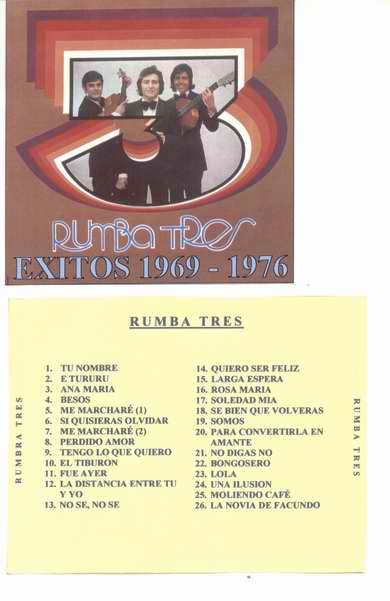 RUMBA TRES
EXITOS 1969 - 1976
RUMBA TRES
RUMBRA TRES
1. TU NOMBRE
2. E TURURU
3. ANA MARIA
4. BESOS
5. ME MARCHARÉ (1)
6. SI QUISIERAS OLVIDAR
7. ME MARCHARÉ (2)
8. PERDIDO AMOR
9. TENGO LO QUE QUIERO
10. EL TIBURON
11. FUE AYER
12. LA DISTANCIA ENTRE TU
Y YO
13. NO SE, NO SE
14. QUIERO SER FELIZ
15. LARGA ESPERA
16. ROSA MARIA
17. SOLEDAD MIA
18. SE BIEN QUE VOLVERAS
19. SOMOS
20. PARA CONVERTIRLA EN
AMANTE
21. NO DIGAS NO
22. BONGOSERO
23. LOLA
24. UNA ILUSION
25. MOLIENDO CAFÉ
26. LA NOVIA DE FACUNDO
RUMBA TRES